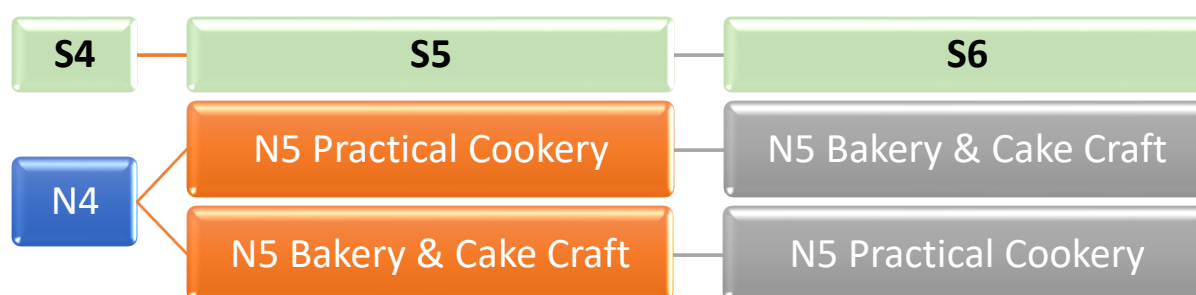 S4
S5
S6
N4
N5 Practical Cookery
N5 Bakery & Cake Craft
N5 Bakery & Cake Craft
N5 Practical Cookery